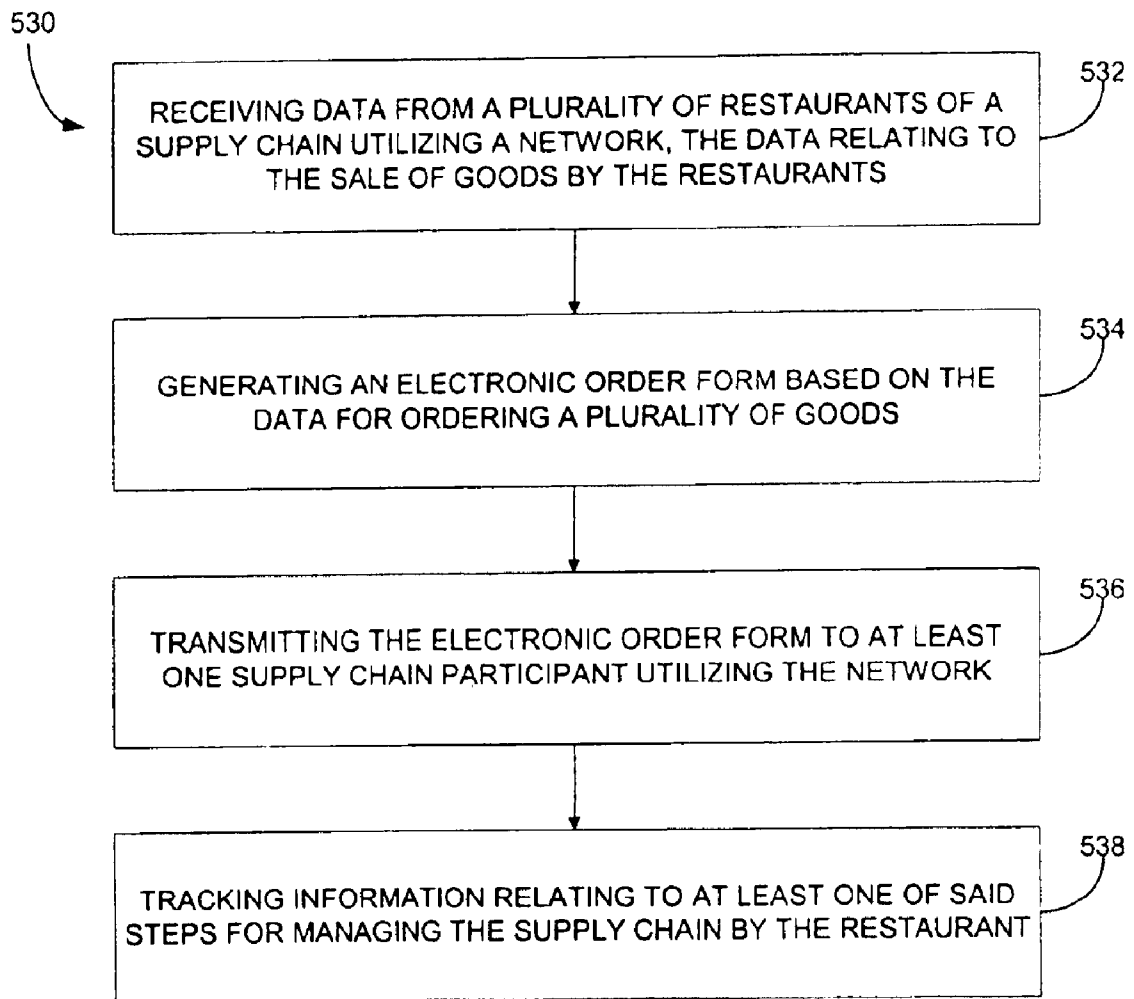 530
532
RECEIVING DATA FROM A PLURALITY OF RESTAURANTS OF A
SUPPLY CHAIN UTILIZING A NETWORK, THE DATA RELATING TO
THE SALE OF GOODS BY THE RESTAURANTS
534
GENERATING AN ELECTRONIC ORDER FORM BASED ON THE
DATA FOR ORDERING A PLURALITY OF GOODS
536
TRANSMITTING THE ELECTRONIC ORDER FORM TO AT LEAST
ONE SUPPLY CHAIN PARTICIPANT UTILIZING THE NETWORK
538
TRACKING INFORMATION RELATING TO AT LEAST ONE OF SAID
STEPS FOR MANAGING THE SUPPLY CHAIN BY THE RESTAURANT